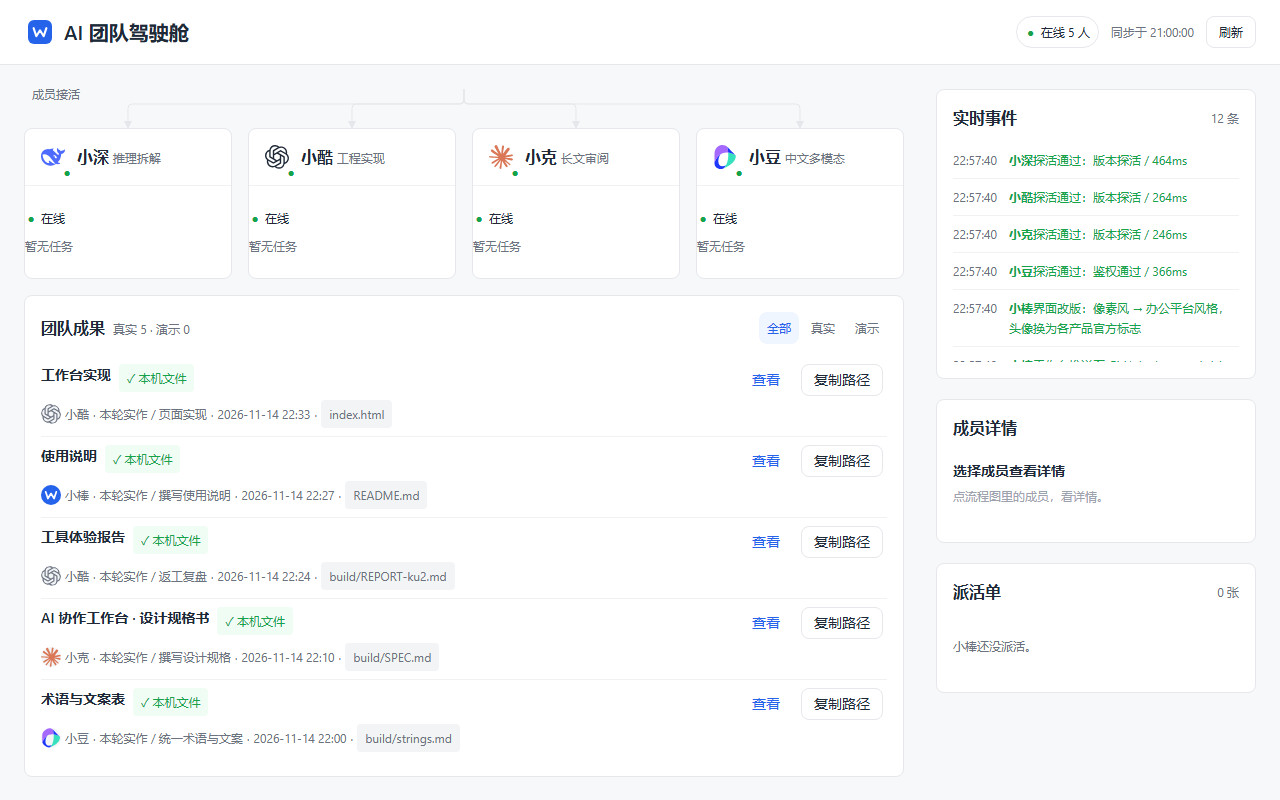 AI 团队驾驶舱
在线 5 人
同步于 21:00:00
刷新
成员接活
小深 推理拆解
在线
暂无任务
小酷 工程实现
在线
暂无任务
小克 长文审阅
在线
暂无任务
小豆 中文多模态
在线
暂无任务
团队成果 真实 5 · 演示 0
全部 真实 演示
工作台实现 ✓ 本机文件
查看 复制路径
小酷 · 本轮实作 / 页面实现 · 2026-11-14 22:33 · index.html
使用说明 ✓ 本机文件
查看 复制路径
小棒 · 本轮实作 / 撰写使用说明 · 2026-11-14 22:27 · README.md
工具体验报告 ✓ 本机文件
查看 复制路径
小酷 · 本轮实作 / 返工复盘 · 2026-11-14 22:24 · build/REPORT-ku2.md
AI 协作工作台 · 设计规格书 ✓ 本机文件
查看 复制路径
小克 · 本轮实作 / 撰写设计规格 · 2026-11-14 22:10 · build/SPEC.md
术语与文案表 ✓ 本机文件
查看 复制路径
小豆 · 本轮实作 / 统一术语与文案 · 2026-11-14 22:00 · build/strings.md
实时事件 12 条
22:57:40 小深探活通过：版本探活 / 464ms
22:57:40 小酷探活通过：版本探活 / 264ms
22:57:40 小克探活通过：版本探活 / 246ms
22:57:40 小豆探活通过：鉴权通过 / 366ms
22:57:40 小棒界面改版：像素风 → 办公平台风格，
头像换为各产品官方标志
成员详情
选择成员查看详情
点流程图里的成员，看详情。
派活单 0 张
小棒还没派活。